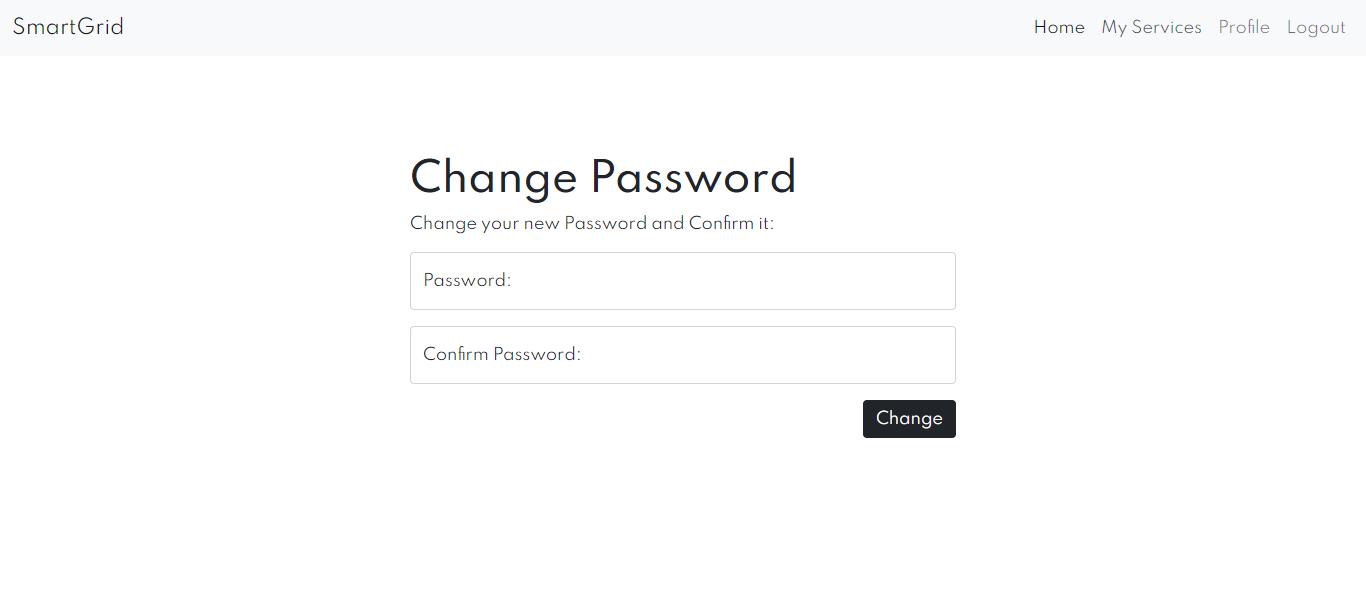 SmartGrid
Home My Services Profile Logout
Change Password
Change your new Password and Confirm it:
Password:
Confirm Password:
Change